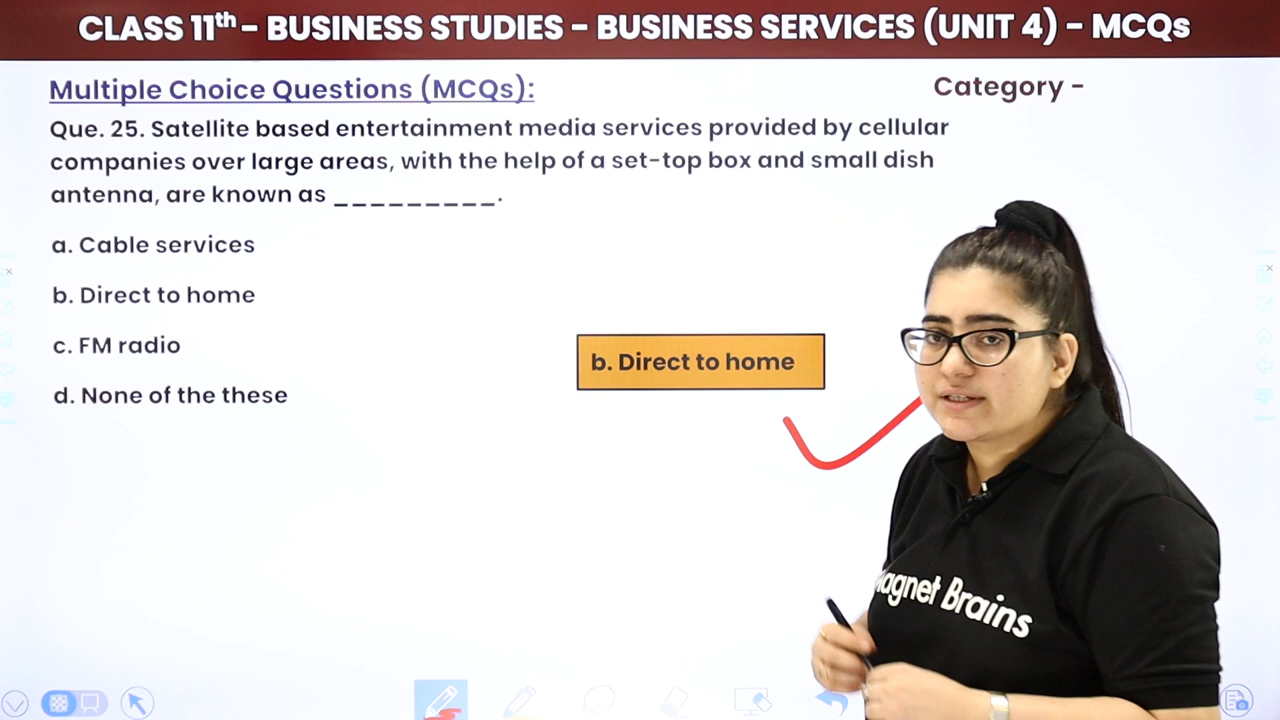 CLASS 11th - BUSINESS STUDIES - BUSINESS SERVICES (UNIT 4) - MCQs
Multiple Choice Questions (MCQs):
Category -
Que. 25. Satellite based entertainment media services provided by cellular
companies over large areas, with the help of a set-top box and small dish
antenna, are known as _________.
a. Cable services
b. Direct to home
c. FM radio
d. None of the these
b. Direct to home
Magnet Brains